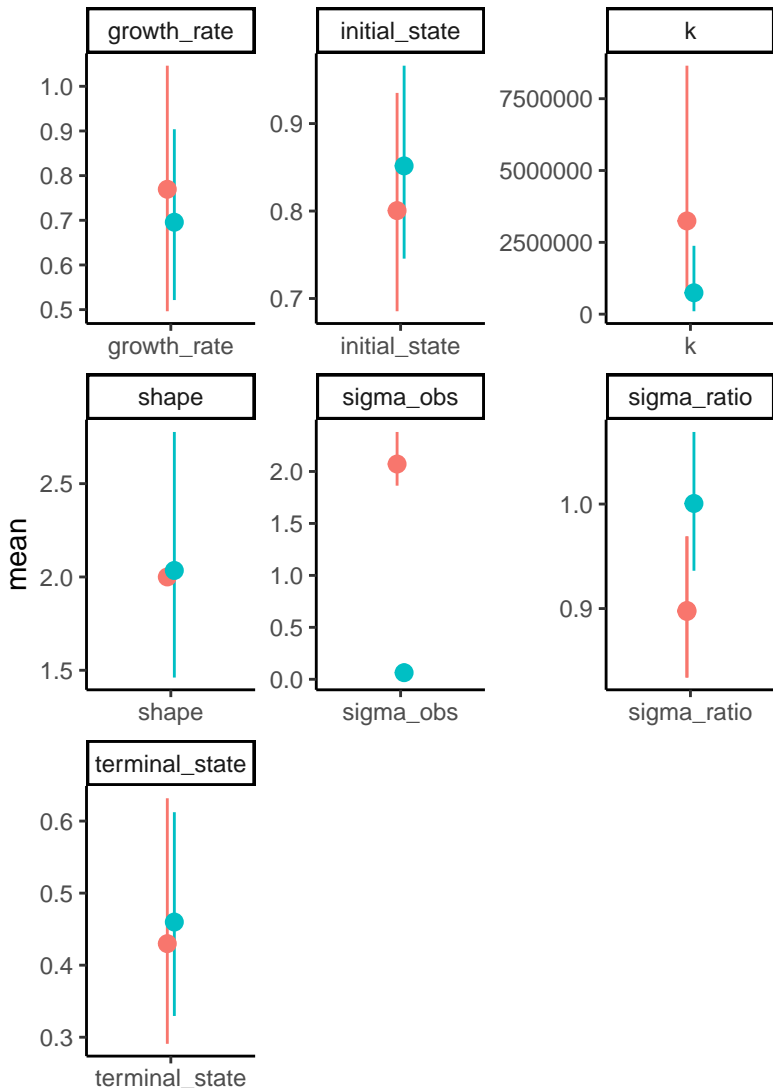 growth_rate
initial_state
k
1.0
0.9
0.8
0.7
0.6
0.5
growth_rate
0.9
0.8
0.7
initial_state
7500000
5000000
2500000
0
k
mean
shape
sigma_obs
sigma_ratio
2.5
2.0
1.5
shape
2.0
1.5
1.0
0.5
0.0
sigma_obs
1.0
0.9
sigma_ratio
terminal_state
0.6
0.5
0.4
0.3
terminal_state